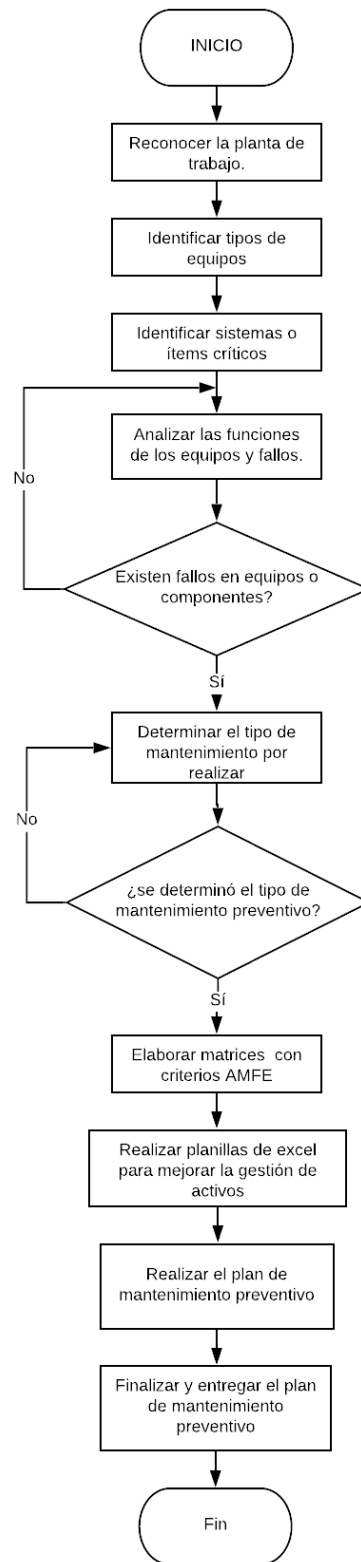 INICIO
Reconocer la planta de
trabajo.
Identificar tipos de
equipos
Identificar sistemas o
ítems críticos
Analizar las funciones
de los equipos y fallos.
No
Existen fallos en equipos o
componentes?
Sí
Determinar el tipo de
mantenimiento por
realizar
No
¿se determinó el tipo de
mantenimiento preventivo?
Sí
Elaborar matrices con
criterios AMFE
Realizar planillas de excel
para mejorar la gestión de
activos
Realizar el plan de
mantenimiento preventivo
Finalizar y entregar el plan
de mantenimiento
preventivo
Fin